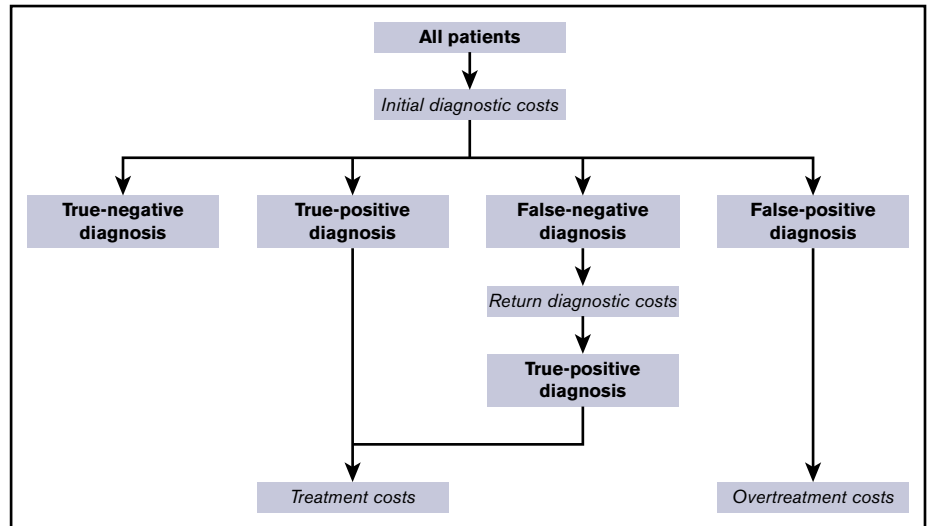 All patients
Initial diagnostic costs
True-negative
diagnosis
True-positive
diagnosis
False-negative
diagnosis
False-positive
diagnosis
Return diagnostic costs
True-positive
diagnosis
Treatment costs
Overtreatment costs